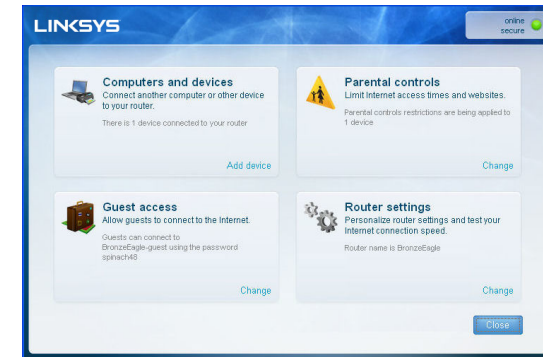 LINKSYS
online
secure
Computers and devices
Connect another computer or other device
to your router.
There is 1 device connected to your router
Add device
Parental controls
Limit Internet access times and websites.
Parental controls restrictions are being applied to
1 device
Change
Guest access
Allow guests to connect to the Internet.
Guests can connect to
BronzeEagle-guest using the password
spinach48
Change
Router settings
Personalize router settings and test your
Internet connection speed.
Router name is BronzeEagle
Change
Close